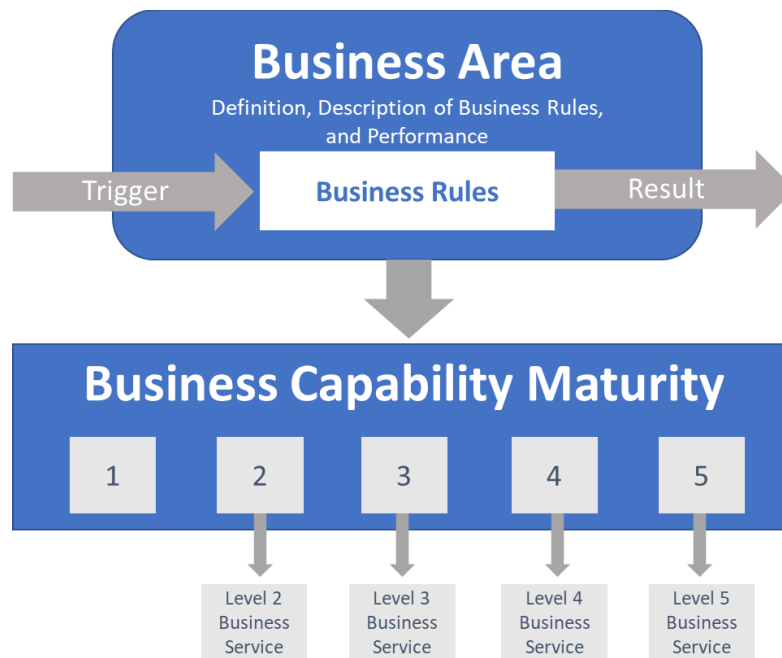 Business Area
Definition, Description of Business Rules,
and Performance
Trigger
Business Rules
Result
Business Capability Maturity
1
2
3
4
5
Level 2
Business
Service
Level 3
Business
Service
Level 4
Business
Service
Level 5
Business
Service